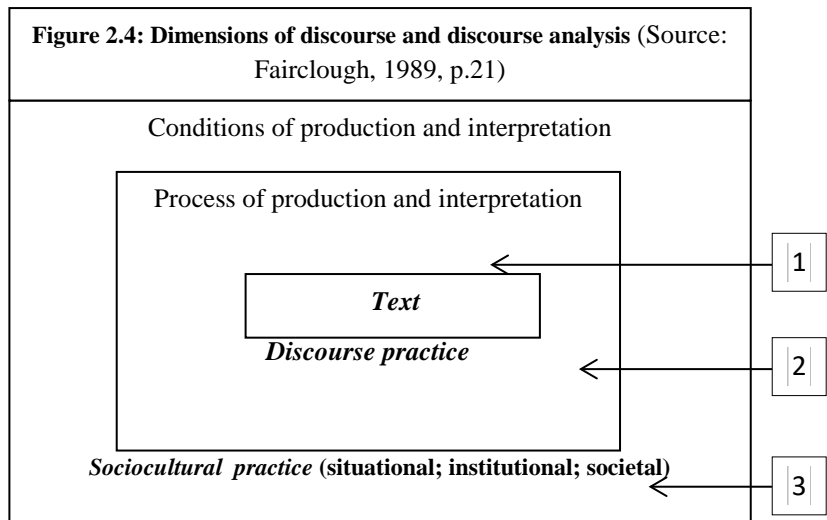 Figure 2.4: Dimensions of discourse and discourse analysis (Source:
Fairclough, 1989, p.21)
Conditions of production and interpretation
Process of production and interpretation
1
Text
Discourse practice
2
Sociocultural practice (situational; institutional; societal)
3